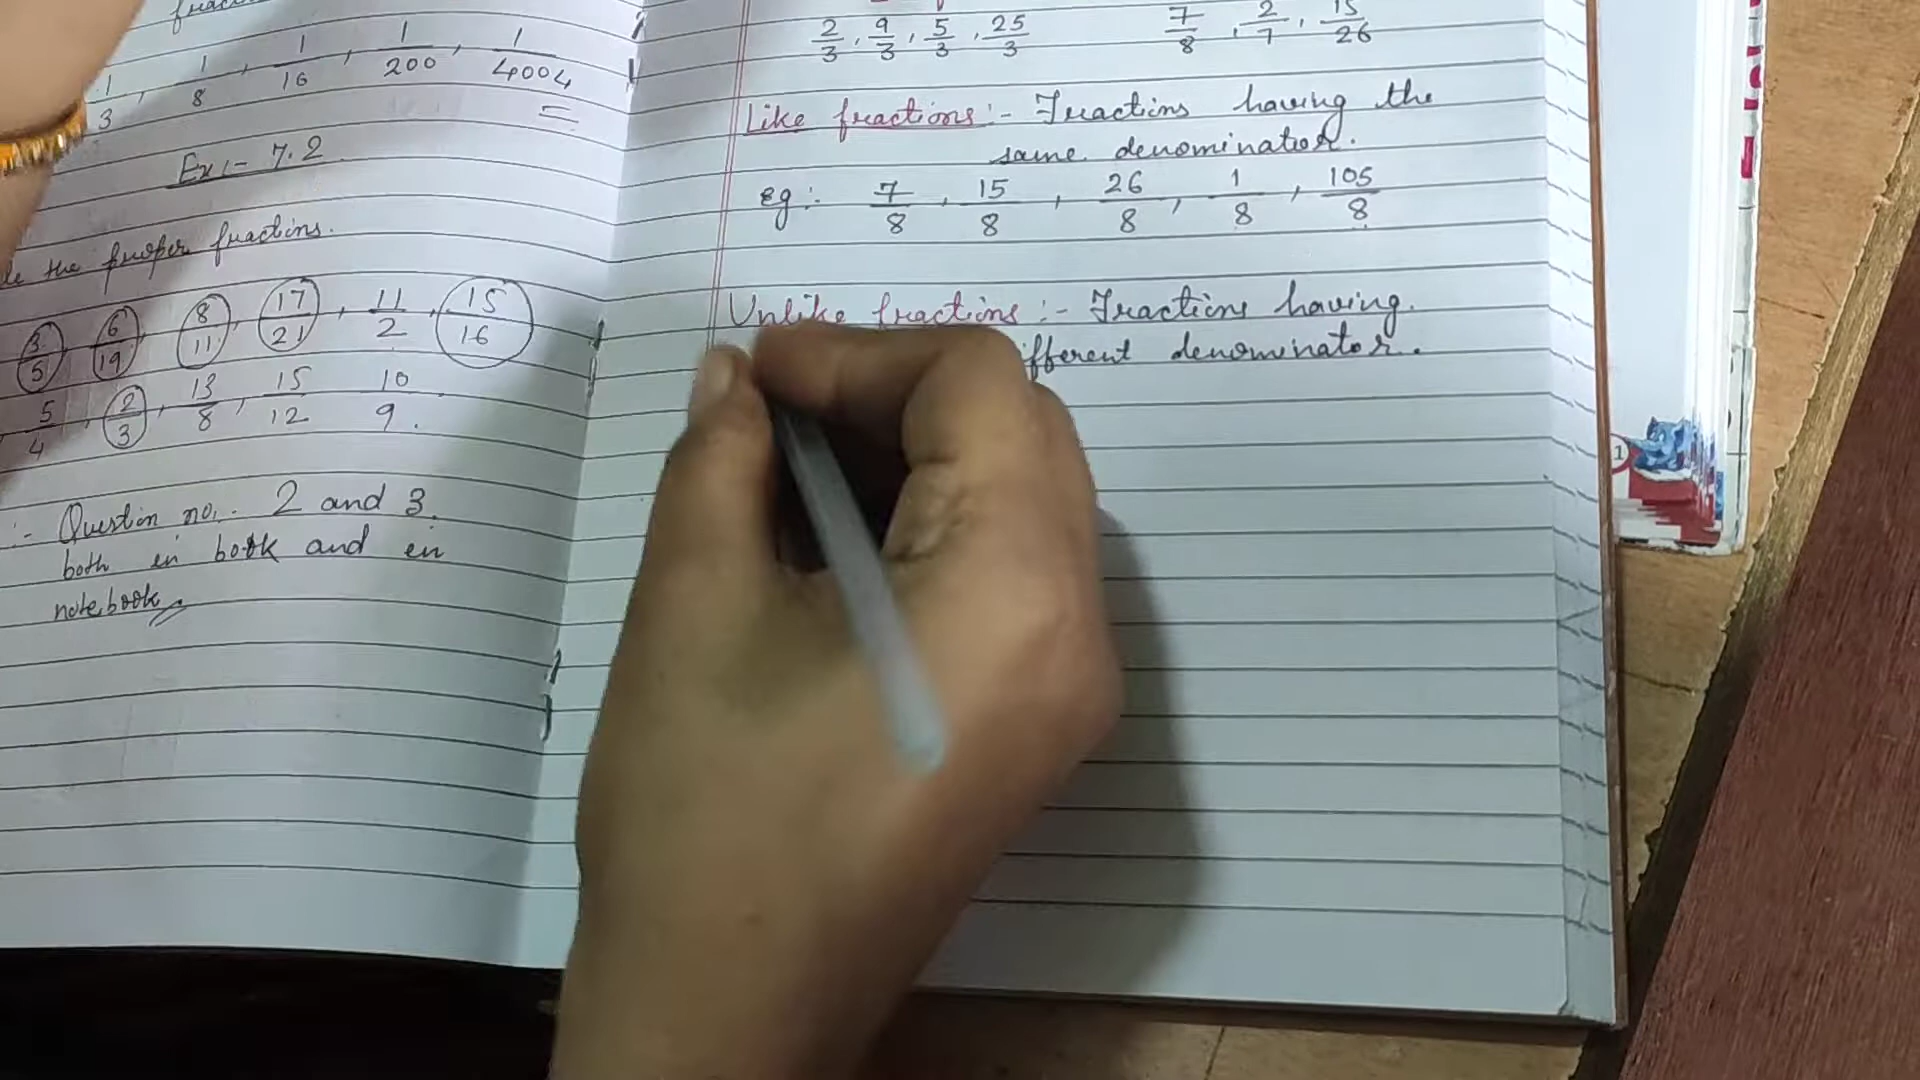 1/3, 1/8, 1/16, 1/200, 1/4004
Ex:- 7.2
the proper fractions.
3/5, 6/19, 8/11, 17/21, 11/2, 15/16
5/4, 2/3, 13/8, 15/12 10/9.
:- Question no. 2 and 3.
both in book and in
notebook
2/3, 9/3, 5/3, 25/3 7/8, 2/7, 15/26
Like fractions:- Fractions having the
same denominator.
eg:- 7/8, 15/8, 26/8, 1/8, 105/8
Unlike fractions:- Fractions having
denominator.
1